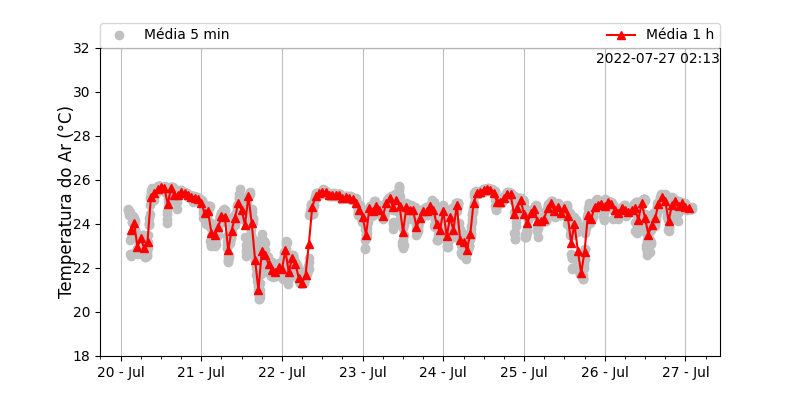 Média 5 min
Média 1 h
2022-07-27 02:13
Temperatura do Ar (°C)
32
30
28
26
24
22
20
18
20 - Jul
21 - Jul
22 - Jul
23 - Jul
24 - Jul
25 - Jul
26 - Jul
27 - Jul